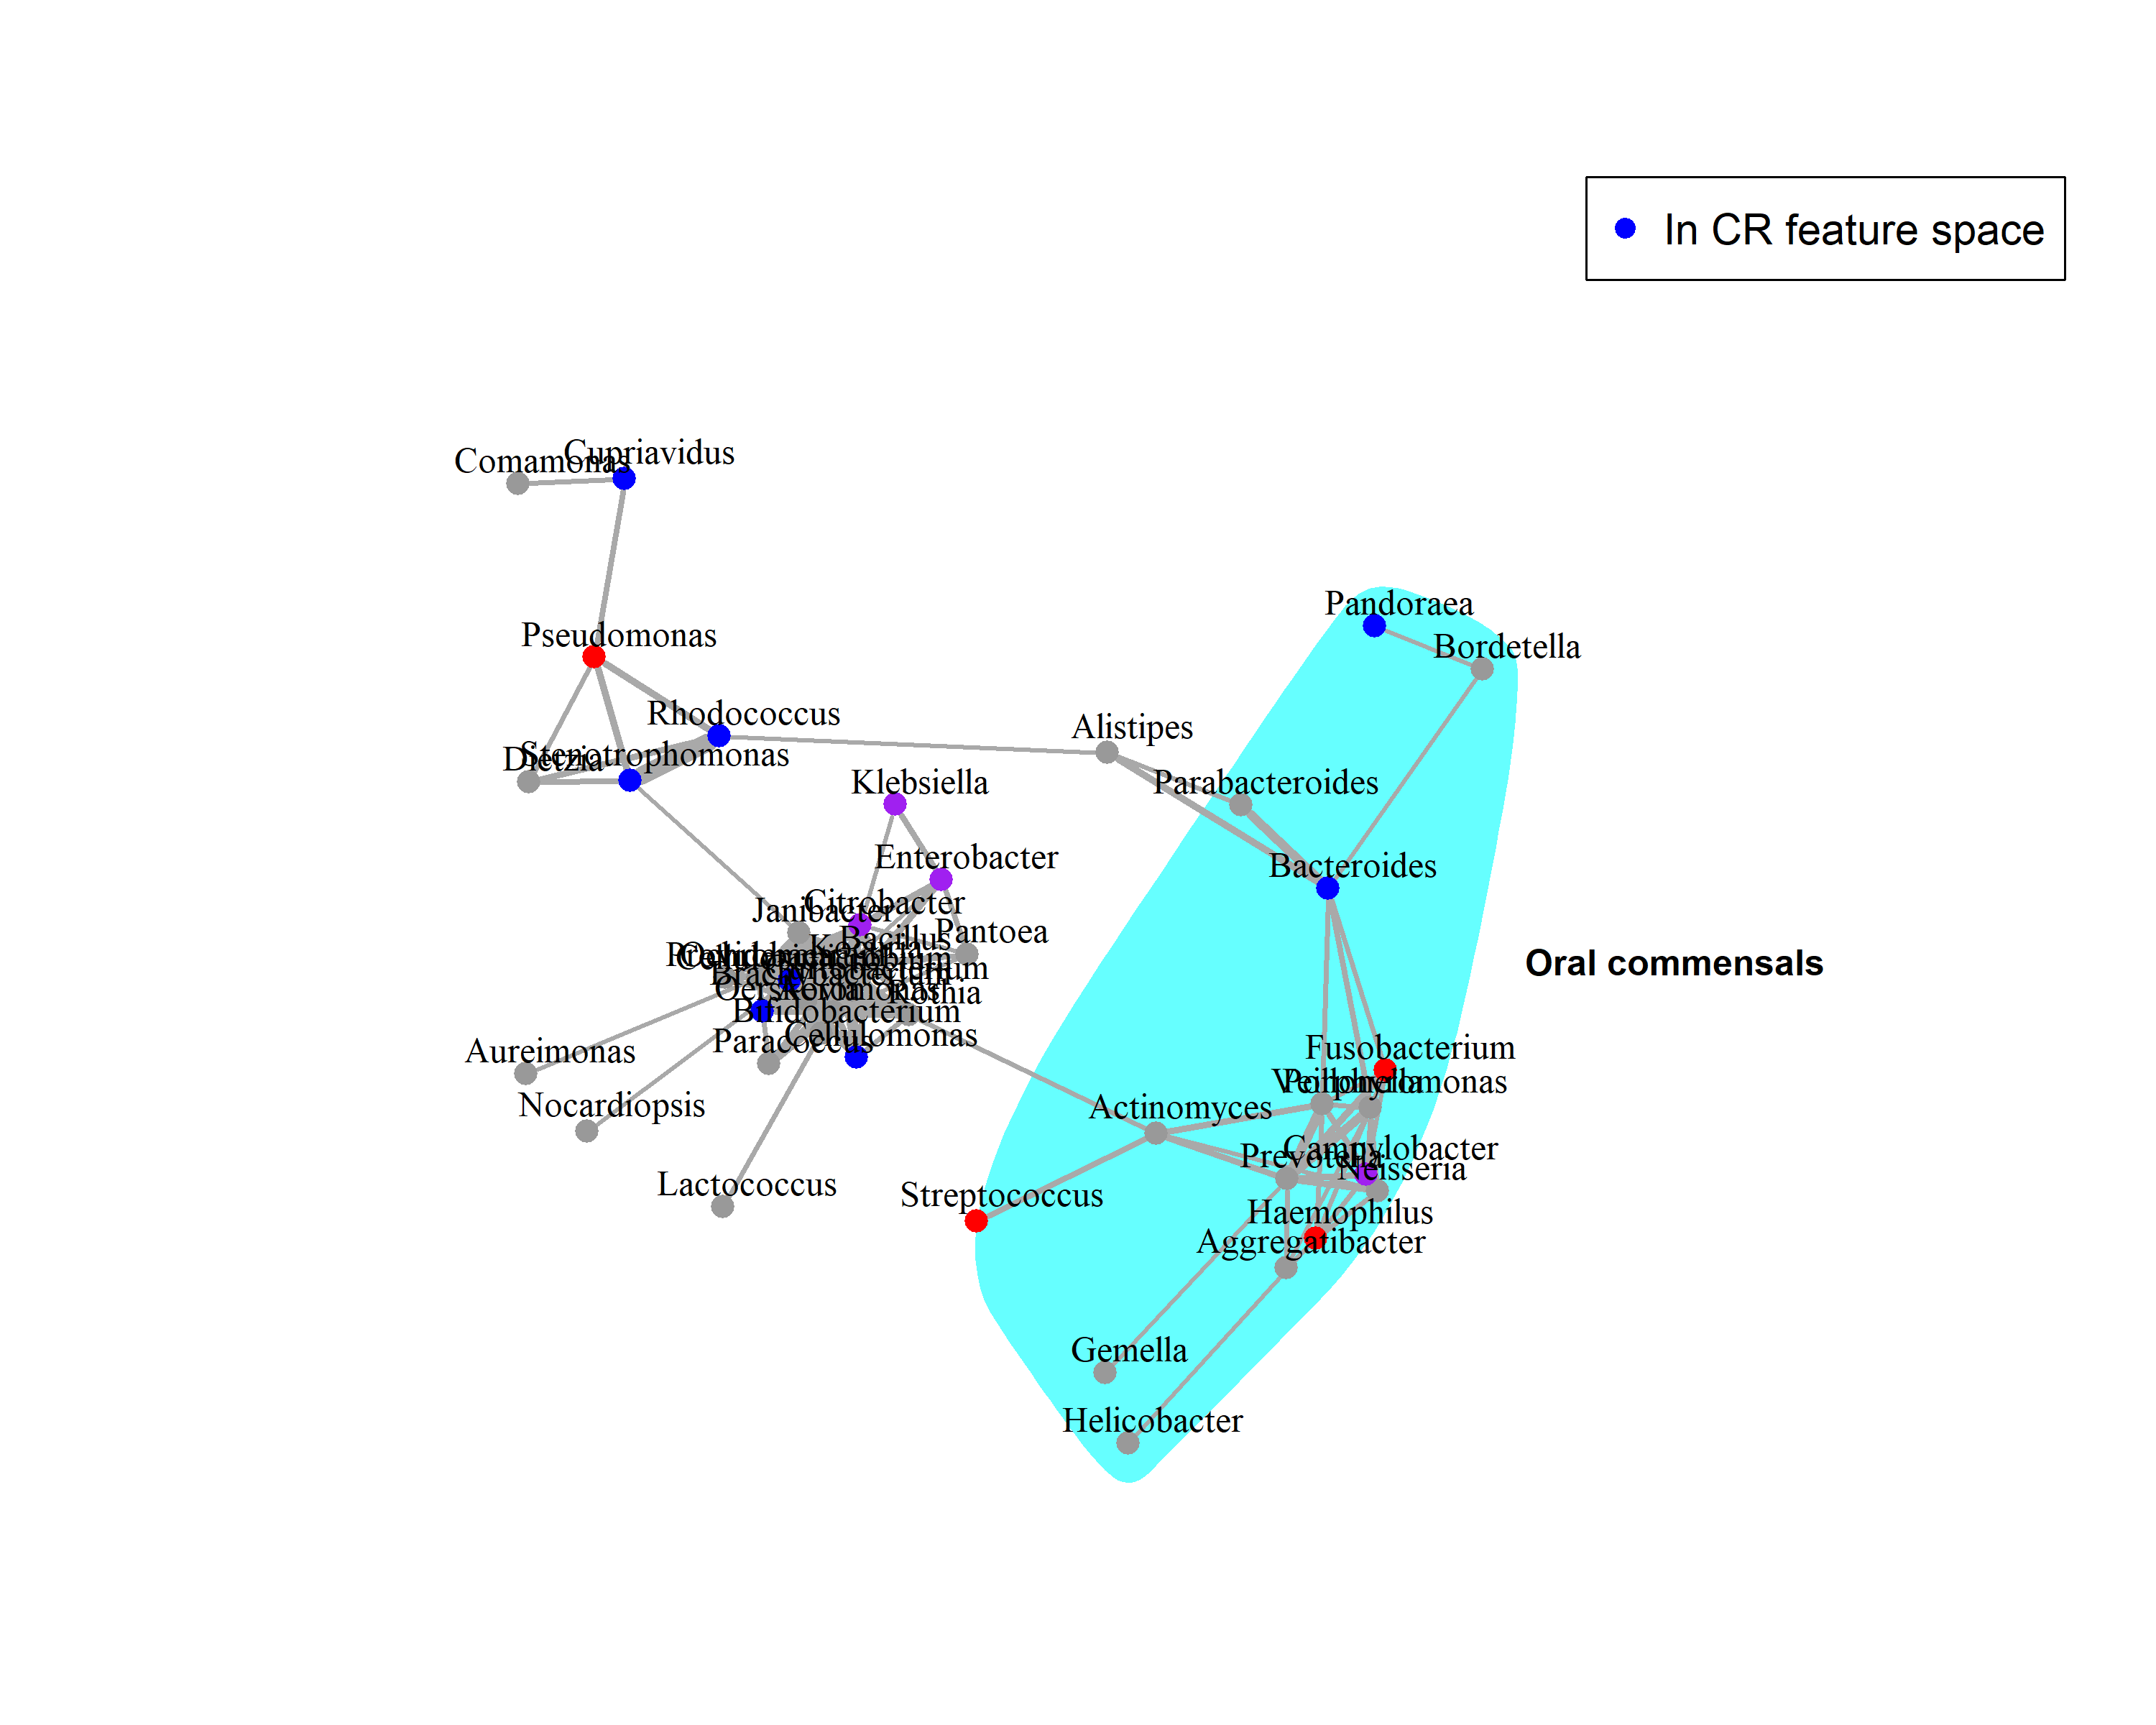 In CR feature space
Cupriavidus
Comamonas
Pandoraea
Pseudomonas
Bordetella
Rhodococcus
Alistipes
Stenotrophomonas
Dietzia
Klebsiella
Parabacteroides
Enterobacter
Bacteroides
Citrobacter
Janibacter
Pantoea
Bacillus
Oral commensals
Rothia
Bifidobacterium
Cellulomonas
Paracoccus
Aureimonas
Fusobacterium
Veillonella
Porphyromonas
Nocardiopsis
Actinomyces
Campylobacter
Prevotella
Neisseria
Lactococcus
Streptococcus
Haemophilus
Aggregatibacter
Gemella
Helicobacter